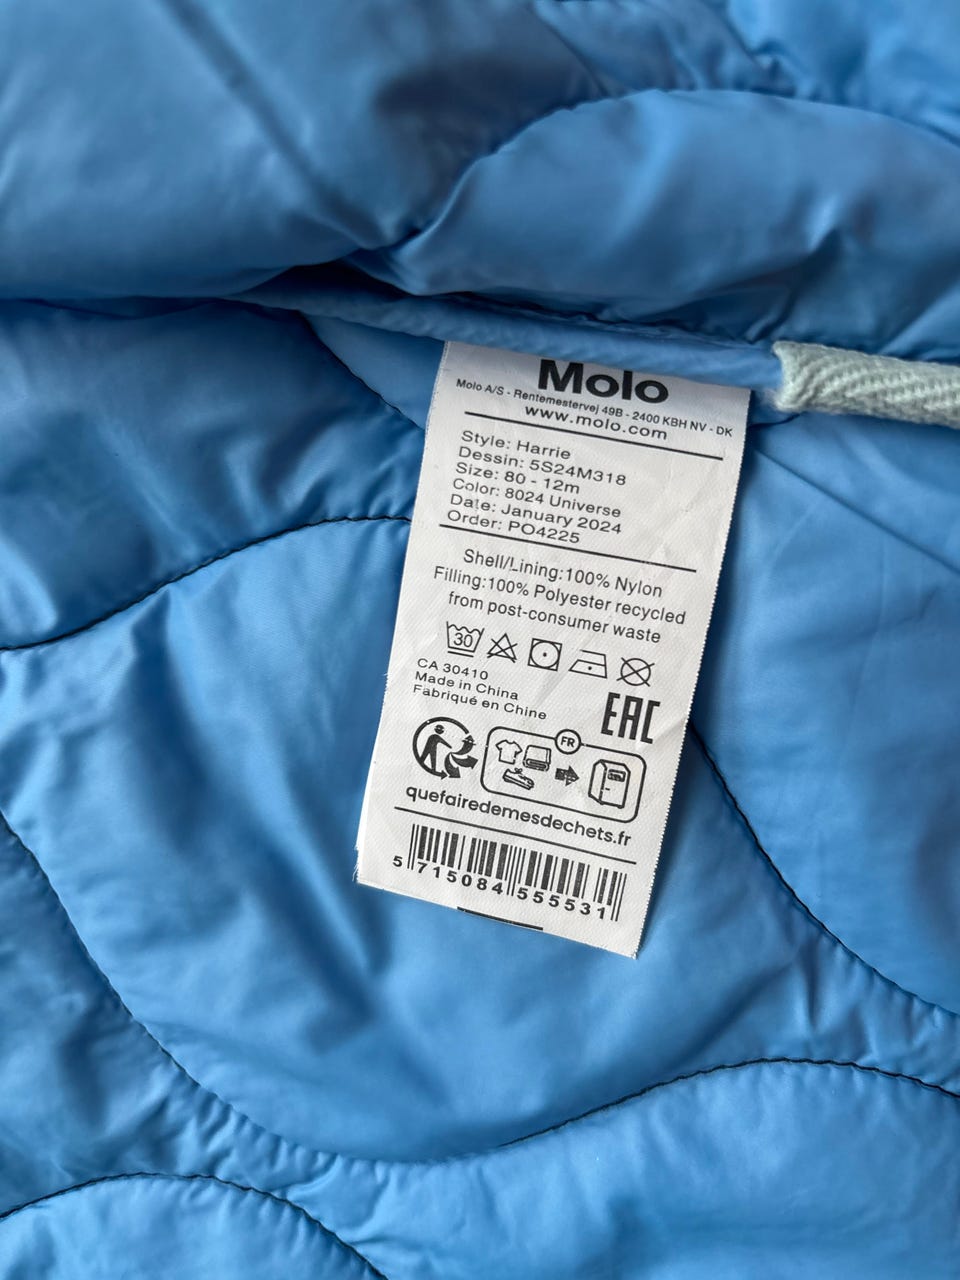 Molo
Molo A/S - Rentemestervej 49B - 2400 KBH NV - DK
www.molo.com
Style: Harrie
Dessin: 5S24M318
Size: 80 - 12m
Color: 8024 Universe
Date: January 2024
Order: PO4225
Shell/Lining:100% Nylon
Filling:100% Polyester recycled
from post-consumer waste
30
CA 30410
Made in China
Fabriqué en Chine
EAC
FR
quefairedemesdechets.fr
5 715084 555531